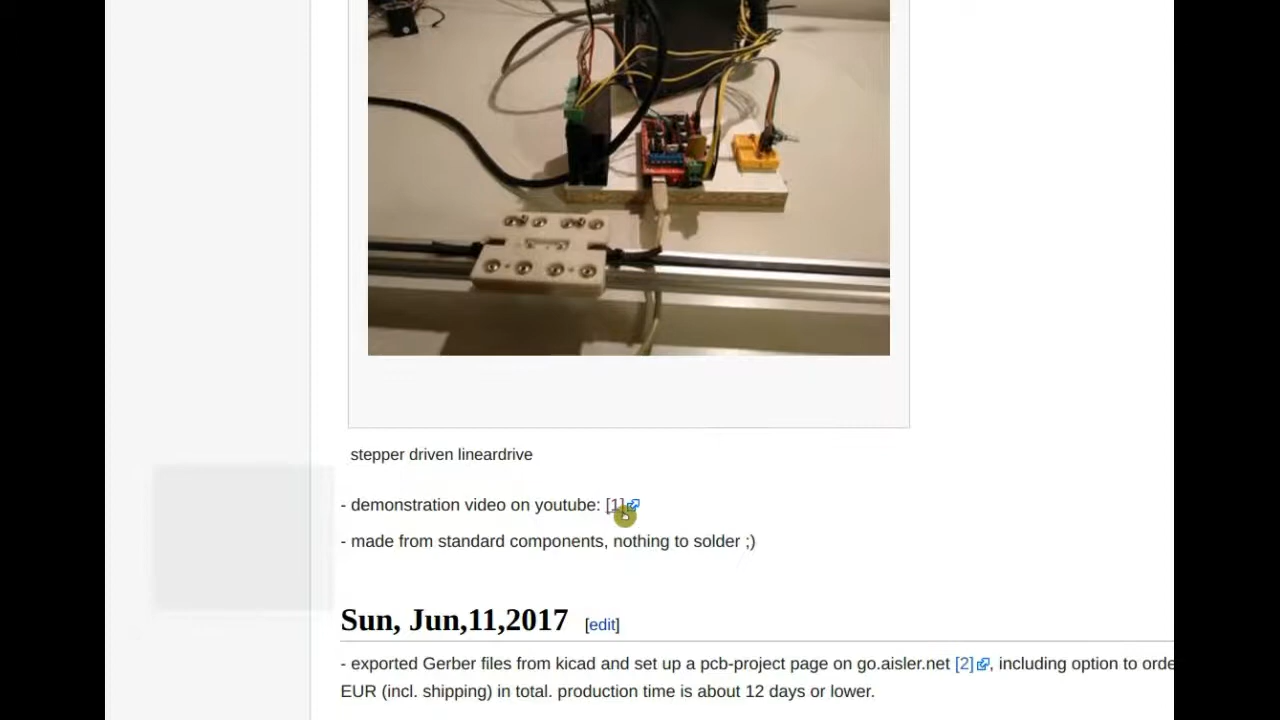 stepper driven lineardrive
- demonstration video on youtube: [1]
- made from standard components, nothing to solder ;)
Sun, Jun,11,2017 [edit]
- exported Gerber files from kicad and set up a pcb-project page on go.aisler.net [2], including option to orde
EUR (incl. shipping) in total. production time is about 12 days or lower.